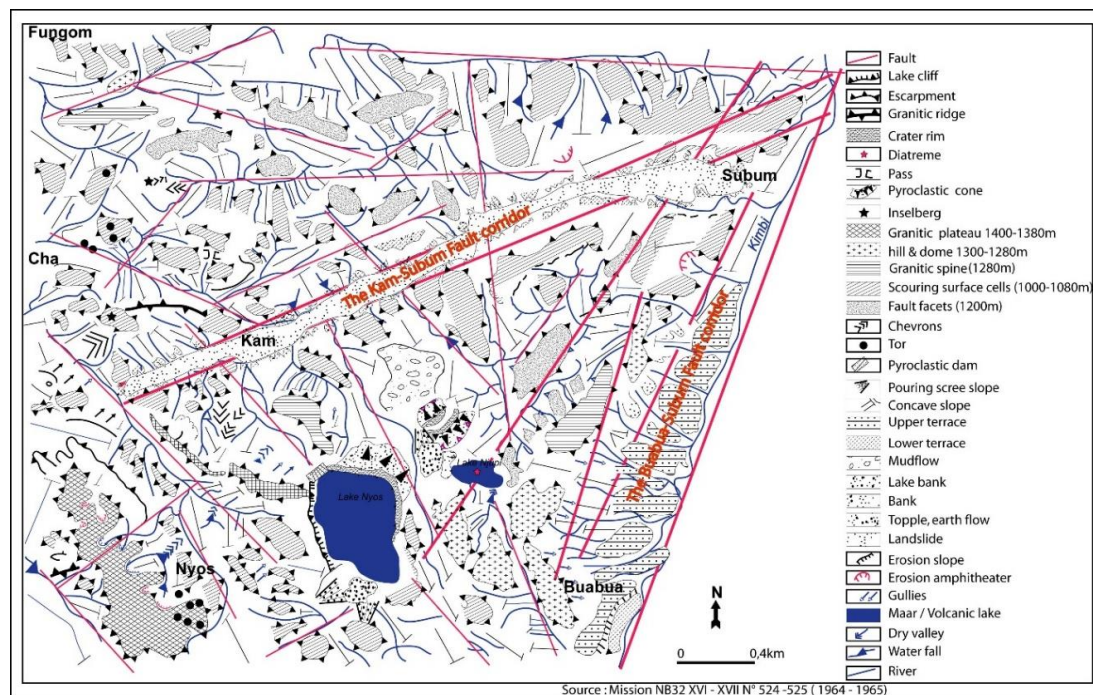 Fungom
Subum
Kimbi
Cha
The Kam-Subum Fault corridor
Kam
The Buabua-Subum Fault corridor
Lake Nyos
Nyos
Buabua
N
0 0,4km
Fault
Lake cliff
Escarpment
Granitic ridge
Crater rim
Diatreme
Pass
Pyroclastic cone
Inselberg
Granitic plateau 1400-1380m
hill & dome 1300-1280m
Granitic spine (1280m)
Scouring surface cells (1000-1080m)
Fault facets (1200m)
Chevrons
Tor
Pyroclastic dam
Pouring scree slope
Concave slope
Upper terrace
Lower terrace
Mudflow
Lake bank
Bank
Topple, earth flow
Landslide
Erosion slope
Erosion amphitheater
Gullies
Maar / Volcanic lake
Dry valley
Water fall
River
Source : Mission NB32 XVI - XVII N° 524 -525 ( 1964 - 1965)